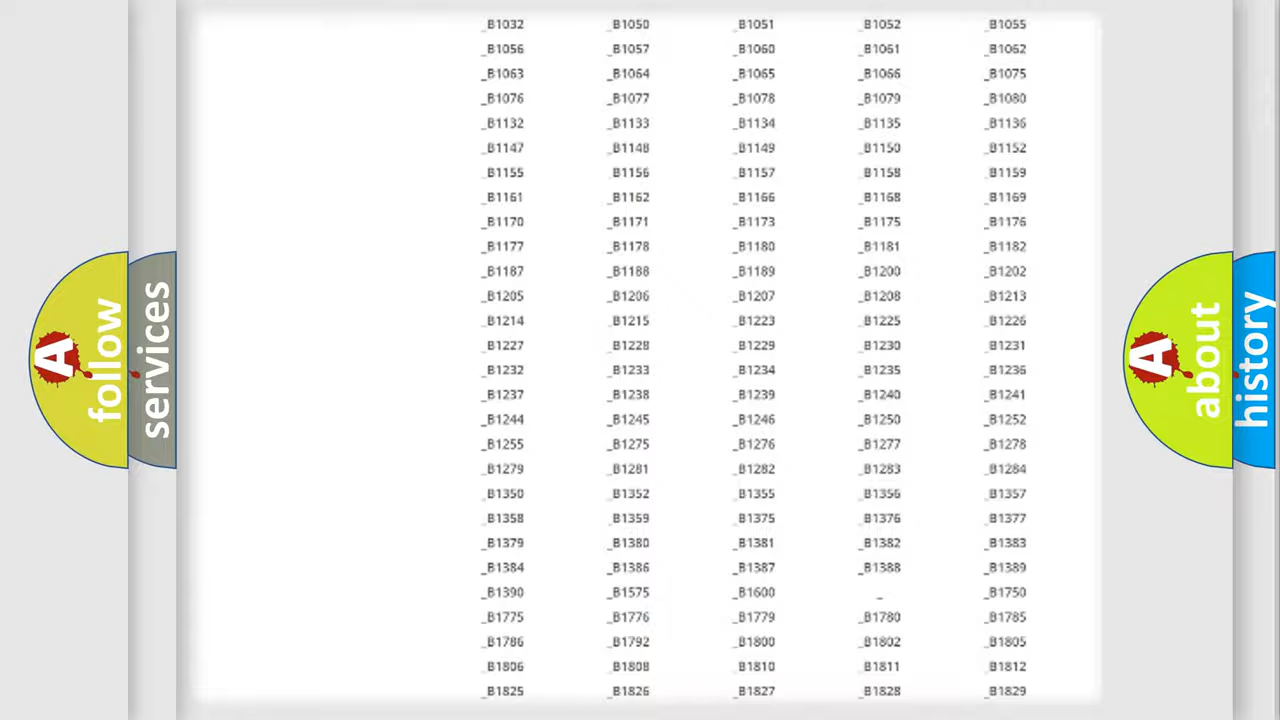 _B1032 _B1050 _B1051 _B1052 _B1055
_B1056 _B1057 _B1060 _B1061 _B1062
_B1063 _B1064 _B1065 _B1066 _B1075
_B1076 _B1077 _B1078 _B1079 _B1080
_B1132 _B1133 _B1134 _B1135 _B1136
_B1147 _B1148 _B1149 _B1150 _B1152
_B1155 _B1156 _B1157 _B1158 _B1159
_B1161 _B1162 _B1166 _B1168 _B1169
_B1170 _B1171 _B1173 _B1175 _B1176
_B1177 _B1178 _B1180 _B1181 _B1182
_B1187 _B1188 _B1189 _B1200 _B1202
_B1205 _B1206 _B1207 _B1208 _B1213
_B1214 _B1215 _B1223 _B1225 _B1226
_B1227 _B1228 _B1229 _B1230 _B1231
_B1232 _B1233 _B1234 _B1235 _B1236
_B1237 _B1238 _B1239 _B1240 _B1241
_B1244 _B1245 _B1246 _B1250 _B1252
_B1255 _B1275 _B1276 _B1277 _B1278
_B1279 _B1281 _B1282 _B1283 _B1284
_B1350 _B1352 _B1355 _B1356 _B1357
_B1358 _B1359 _B1375 _B1376 _B1377
_B1379 _B1380 _B1381 _B1382 _B1383
_B1384 _B1386 _B1387 _B1388 _B1389
_B1390 _B1575 _B1600 _ _B1750
_B1775 _B1776 _B1779 _B1780 _B1785
_B1786 _B1792 _B1800 _B1802 _B1805
_B1806 _B1808 _B1810 _B1811 _B1812
_B1825 _B1826 _B1827 _B1828 _B1829
A follow
services
A about
history